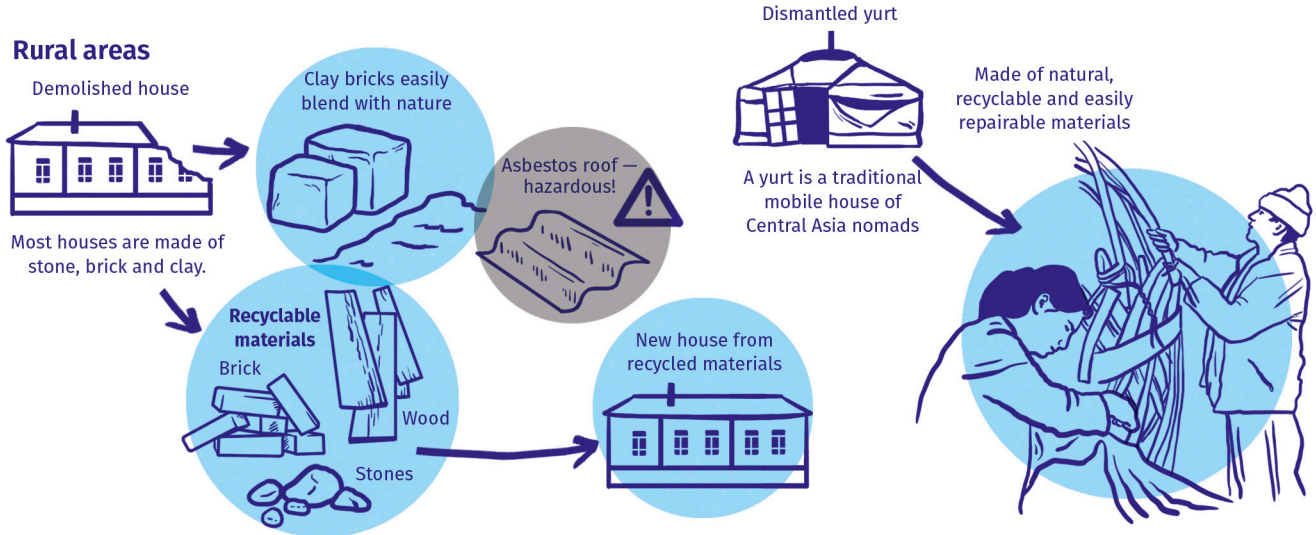 Rural areas
Demolished house
Most houses are made of
stone, brick and clay.
Clay bricks easily
blend with nature
Asbestos roof —
hazardous!
!
Recyclable
materials
Brick
Wood
Stones
New house from
recycled materials
Dismantled yurt
A yurt is a traditional
mobile house of
Central Asia nomads
Made of natural,
recyclable and easily
repairable materials